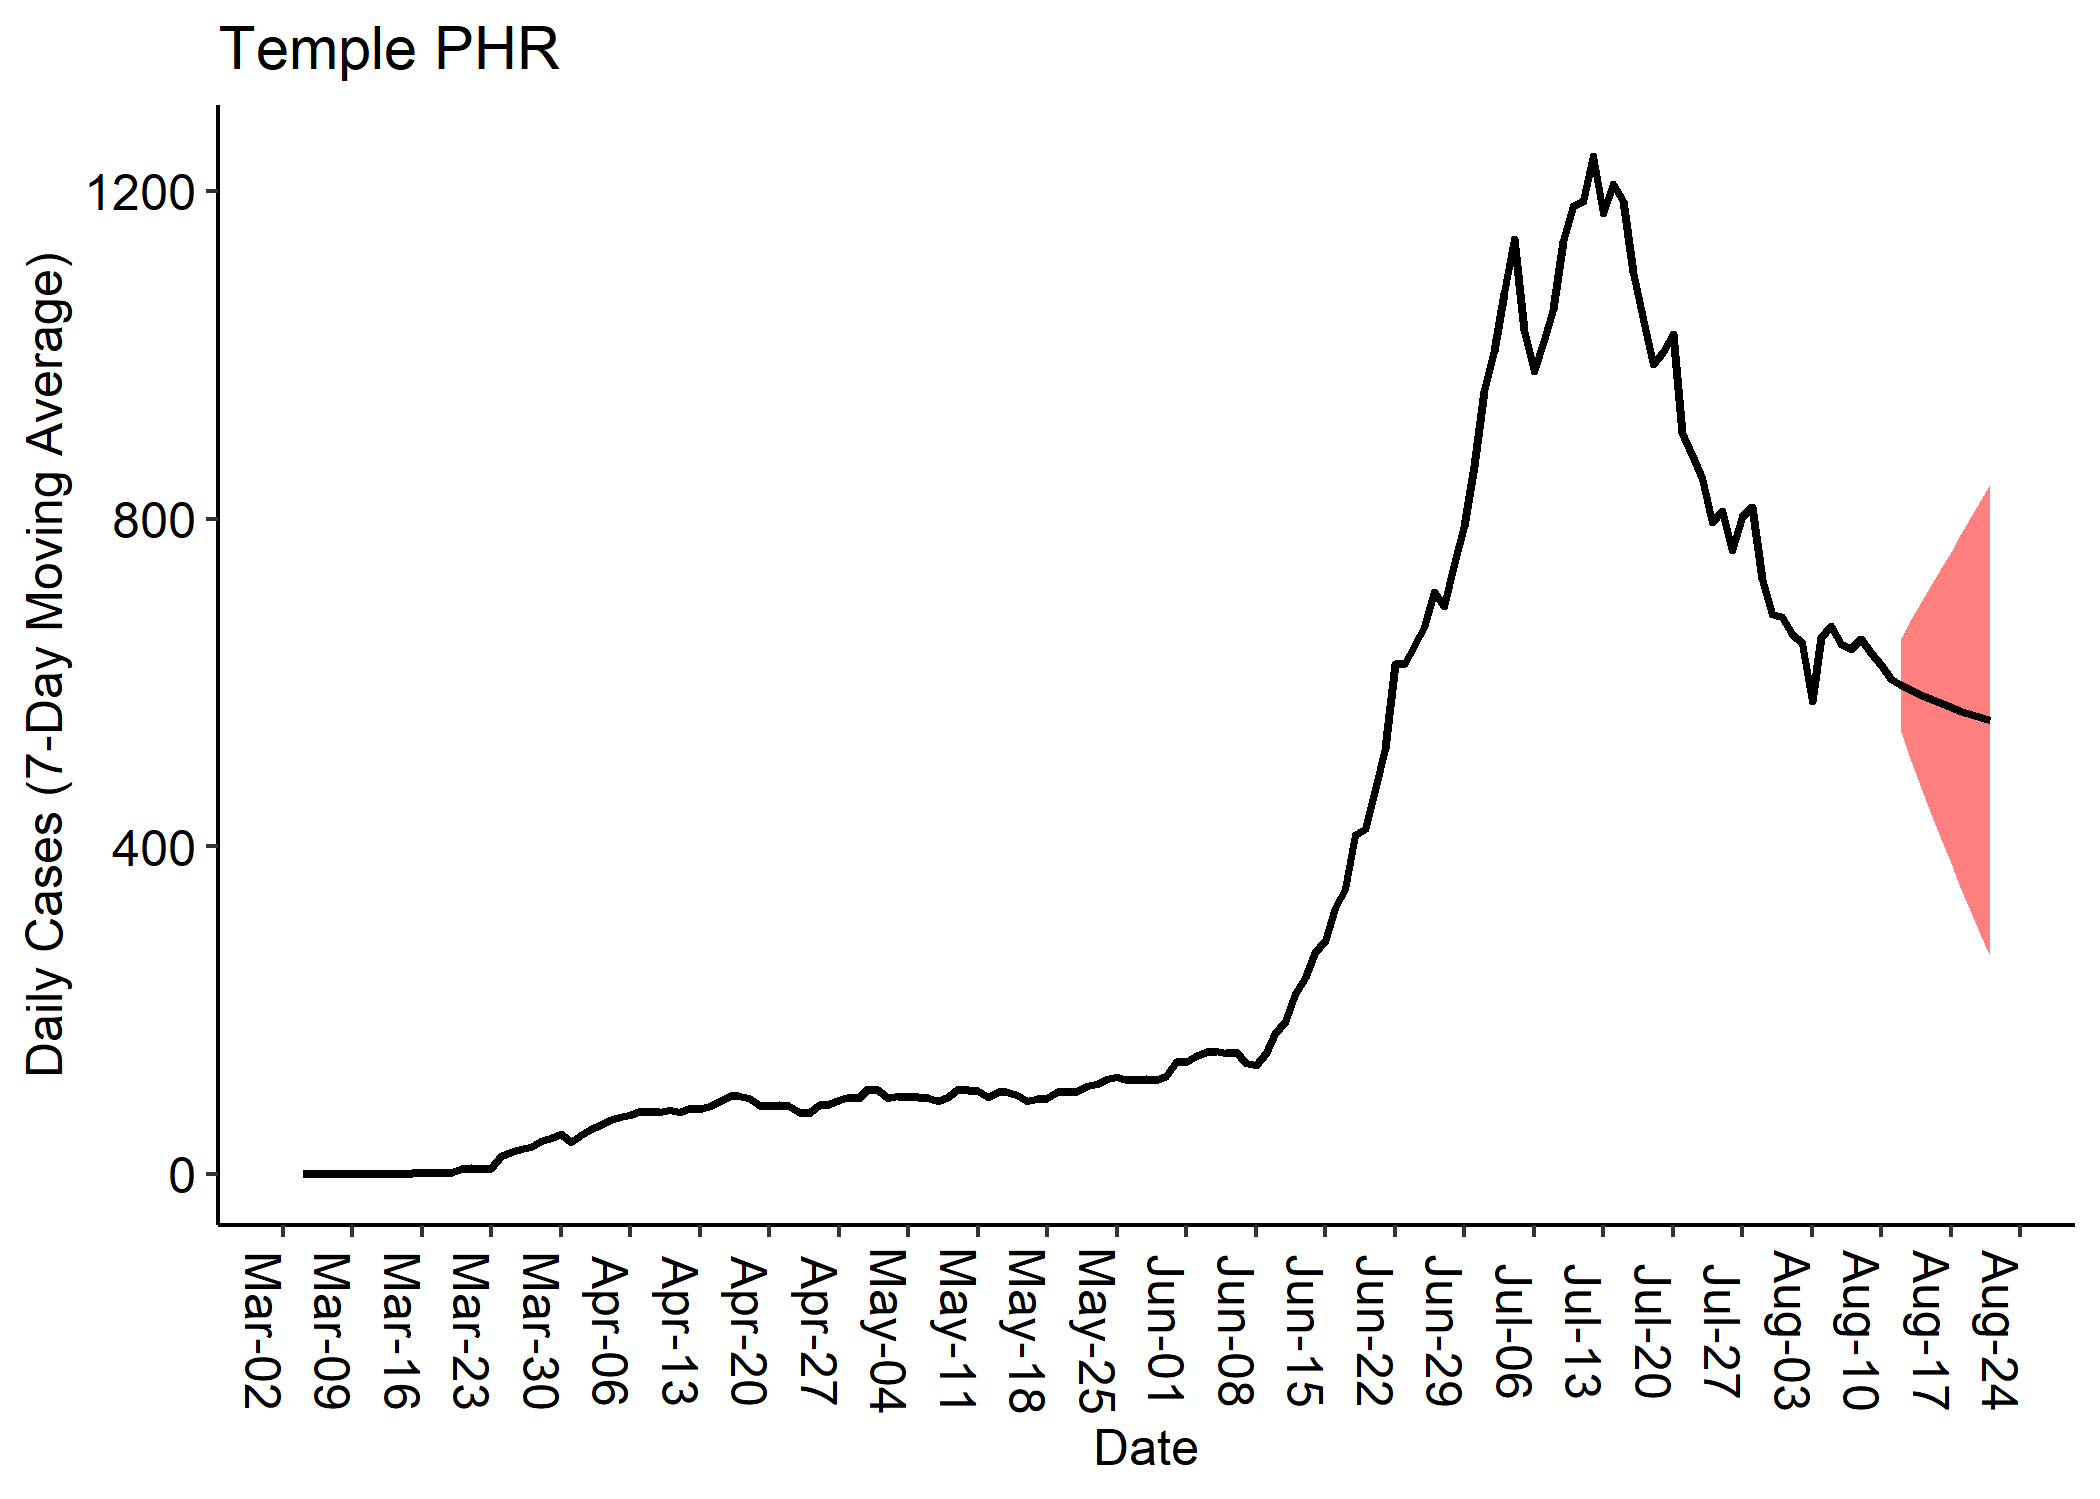 Temple PHR
Daily Cases (7-Day Moving Average)
1200
800
400
0
Mar-02
Mar-09
Mar-16
Mar-23
Mar-30
Apr-06
Apr-13
Apr-20
Apr-27
May-04
May-11
May-18
May-25
Jun-01
Jun-08
Jun-15
Jun-22
Jun-29
Jul-06
Jul-13
Jul-20
Jul-27
Aug-03
Aug-10
Aug-17
Aug-24
Date